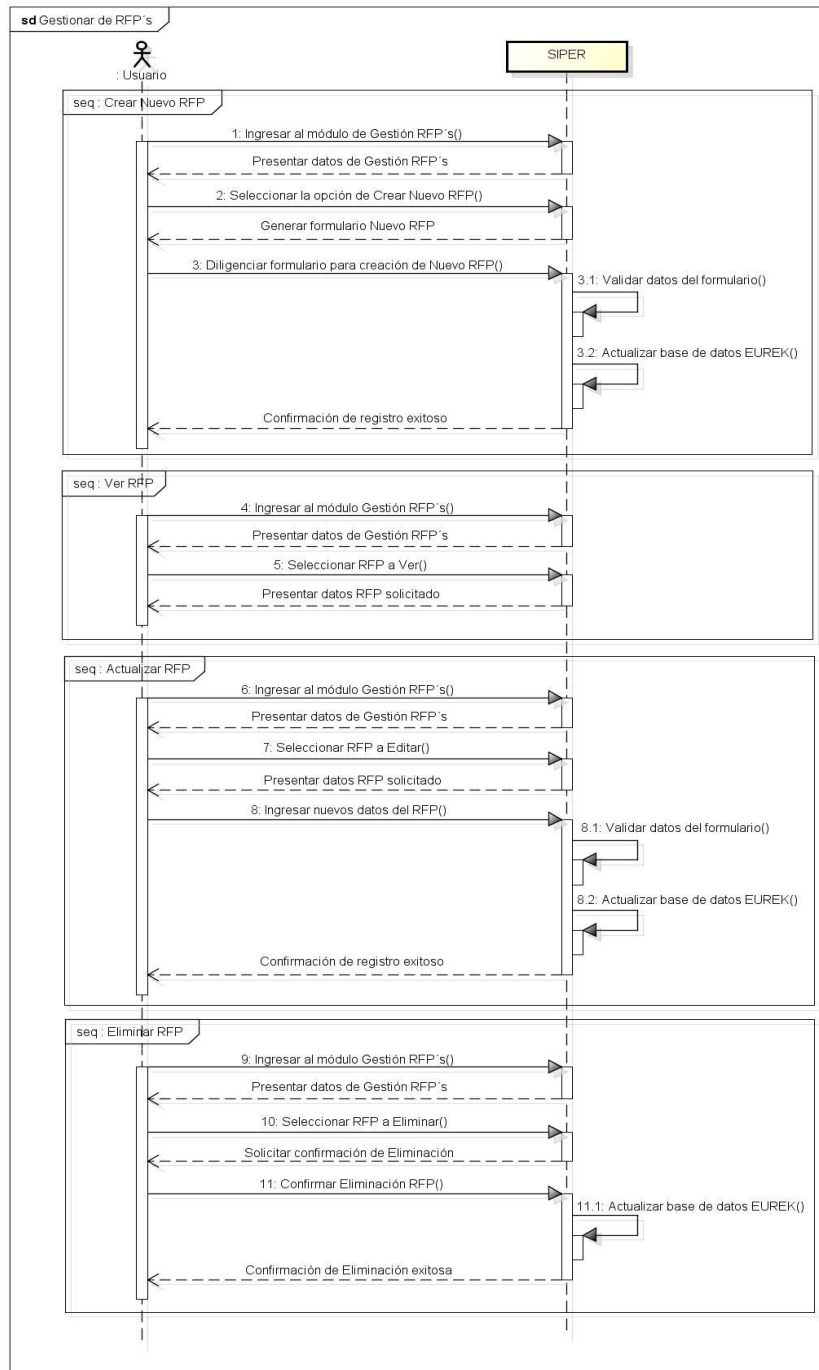 sd Gestionar de RFP´s
: Usuario
SIPER
seq : Crear Nuevo RFP
1: Ingresar al módulo de Gestión RFP´s()
Presentar datos de Gestión RFP´s
2: Seleccionar la opción de Crear Nuevo RFP()
Generar formulario Nuevo RFP
3: Diligenciar formulario para creación de Nuevo RFP()
3.1: Validar datos del formulario()
3.2: Actualizar base de datos EUREK()
Confirmación de registro exitoso
seq : Ver RFP
4: Ingresar al módulo Gestión RFP´s()
Presentar datos de Gestión RFP´s
5: Seleccionar RFP a Ver()
Presentar datos RFP solicitado
seq : Actualizar RFP
6: Ingresar al módulo Gestión RFP´s()
Presentar datos de Gestión RFP´s
7: Seleccionar RFP a Editar()
Presentar datos RFP solicitado
8: Ingresar nuevos datos del RFP()
8.1: Validar datos del formulario()
8.2: Actualizar base de datos EUREK()
Confirmación de registro exitoso
seq : Eliminar RFP
9: Ingresar al módulo Gestión RFP´s()
Presentar datos de Gestión RFP´s
10: Seleccionar RFP a Eliminar()
Solicitar confirmación de Eliminación
11: Confirmar Eliminación RFP()
11.1: Actualizar base de datos EUREK()
Confirmación de Eliminación exitosa